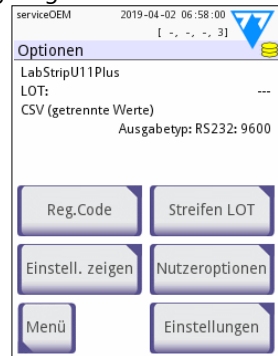 serviceOEM 2019-04-02 06:58:00
[ -, -, -, 3]
Optionen
LabStripU11Plus
LOT: ---
CSV (getrennte Werte)
Ausgabetyp: RS232: 9600
Reg.Code Streifen LOT
Einstell. zeigen Nutzeroptionen
Menü Einstellungen